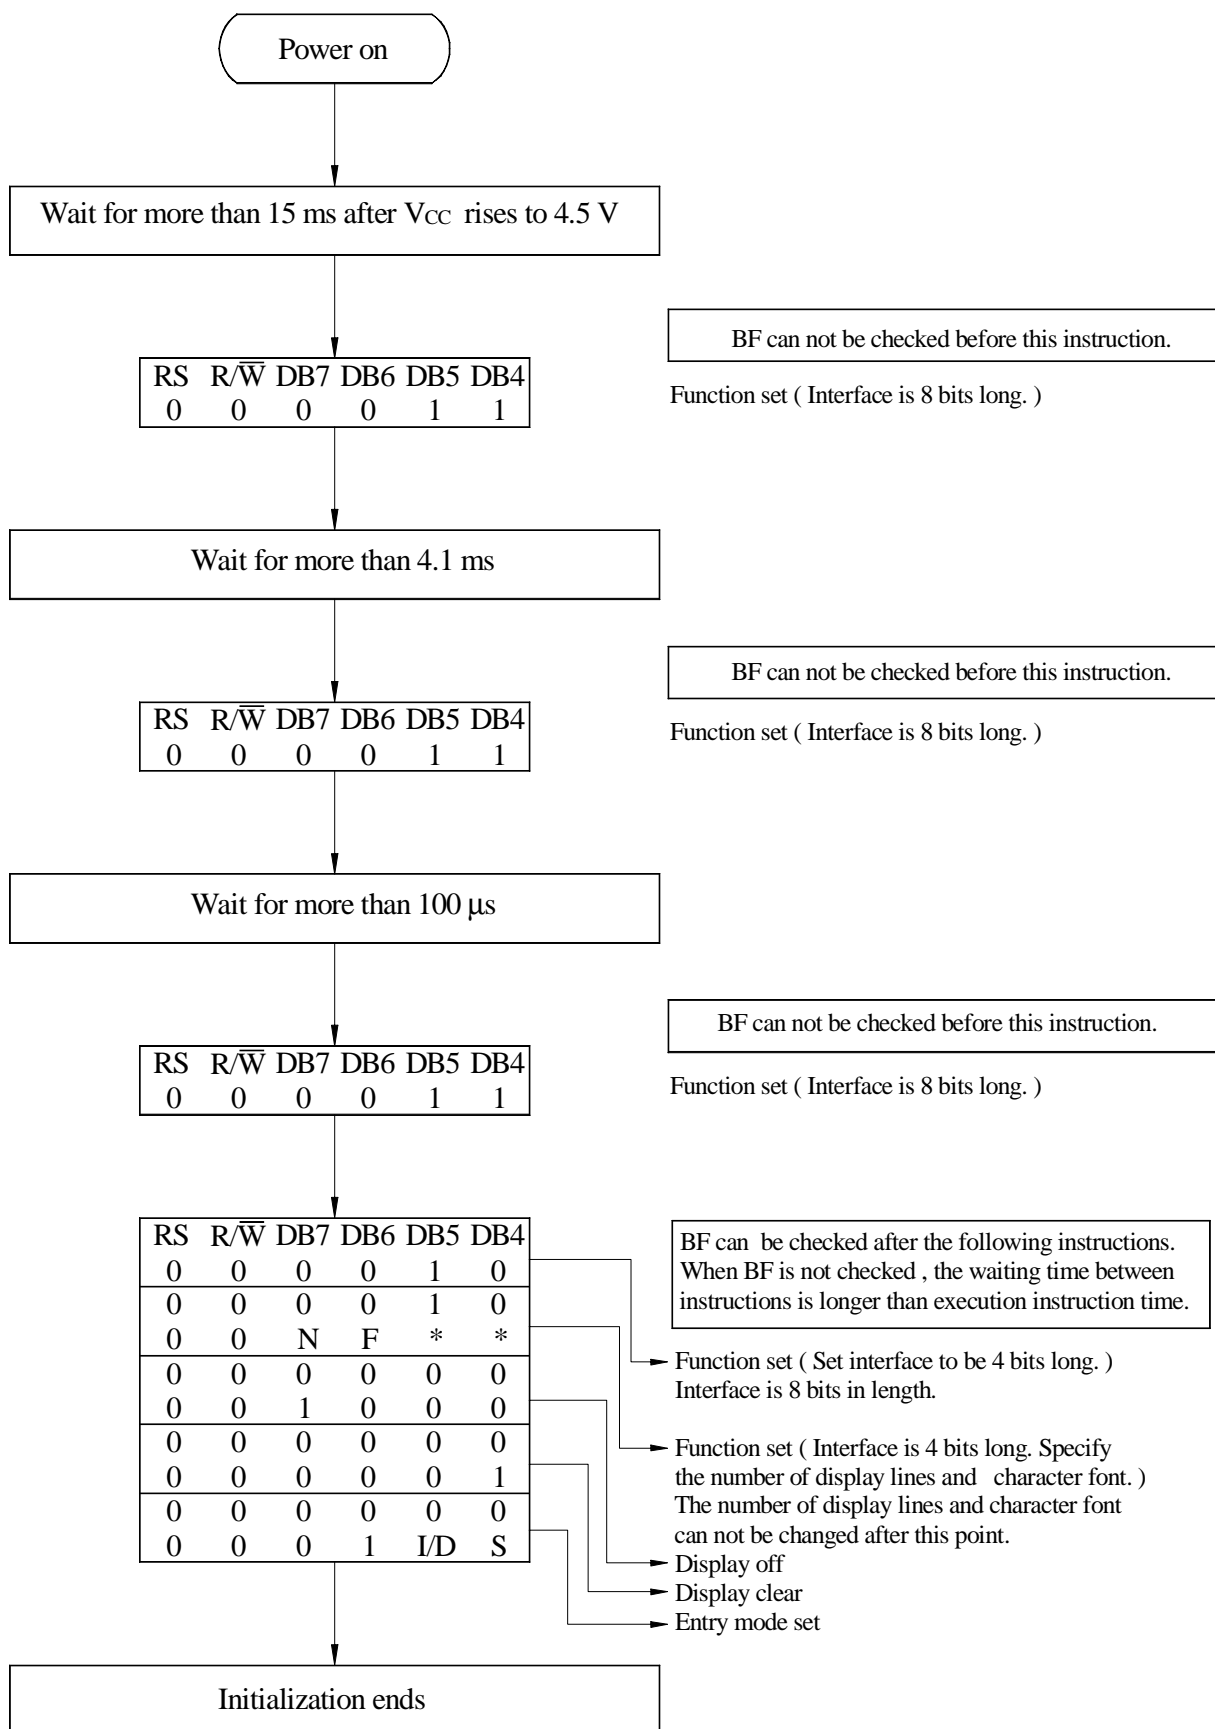 Power on
Wait for more than 15 ms after VCC rises to 4.5 V
BF can not be checked before this instruction.
RS R/W̅ DB7 DB6 DB5 DB4
0 0 0 0 1 1
Function set ( Interface is 8 bits long. )
Wait for more than 4.1 ms
BF can not be checked before this instruction.
RS R/W̅ DB7 DB6 DB5 DB4
0 0 0 0 1 1
Function set ( Interface is 8 bits long. )
Wait for more than 100 µs
BF can not be checked before this instruction.
RS R/W̅ DB7 DB6 DB5 DB4
0 0 0 0 1 1
Function set ( Interface is 8 bits long. )
RS R/W̅ DB7 DB6 DB5 DB4
0 0 0 0 1 0
0 0 0 0 1 0
0 0 N F * *
0 0 0 0 0 0
0 0 1 0 0 0
0 0 0 0 0 0
0 0 0 0 0 1
0 0 0 0 0 0
0 0 0 1 I/D S
BF can be checked after the following instructions.
When BF is not checked , the waiting time between
instructions is longer than execution instruction time.
Function set ( Set interface to be 4 bits long. )
Interface is 8 bits in length.
Function set ( Interface is 4 bits long. Specify
the number of display lines and character font. )
The number of display lines and character font
can not be changed after this point.
Display off
Display clear
Entry mode set
Initialization ends